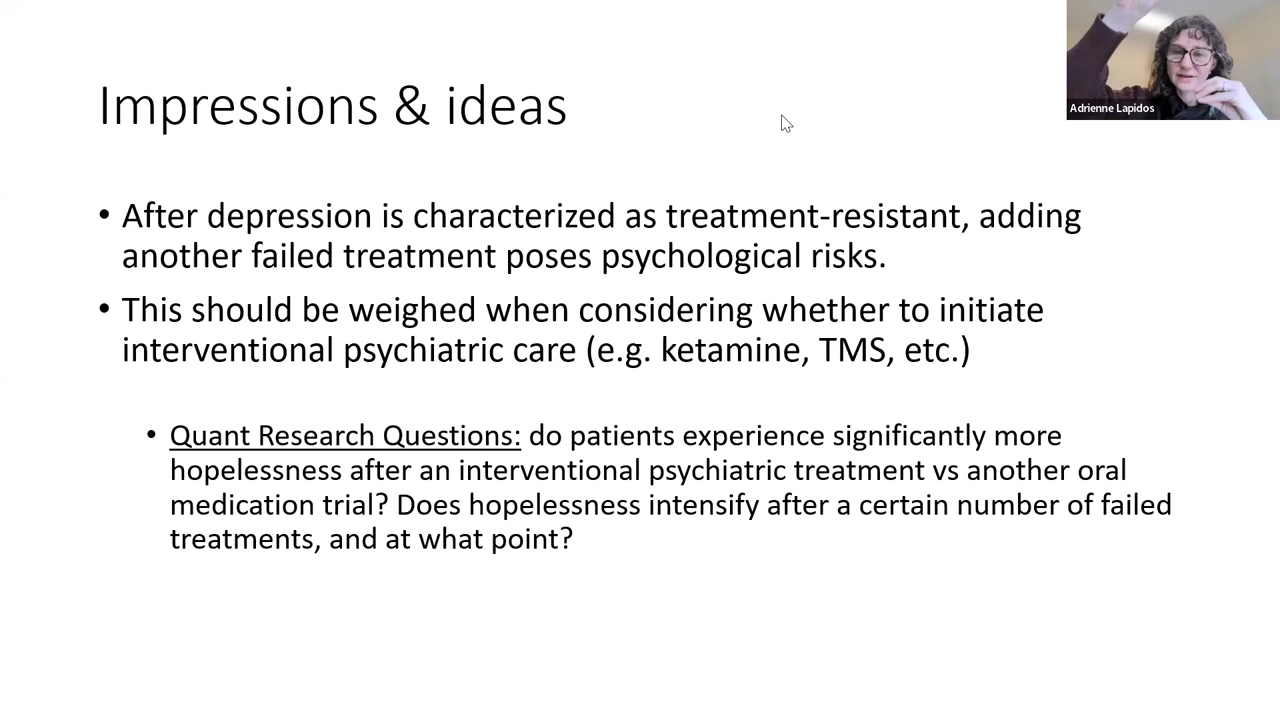 Impressions & ideas
Adrienne Lapidos
• After depression is characterized as treatment-resistant, adding
another failed treatment poses psychological risks.
• This should be weighed when considering whether to initiate
interventional psychiatric care (e.g. ketamine, TMS, etc.)
• Quant Research Questions: do patients experience significantly more
hopelessness after an interventional psychiatric treatment vs another oral
medication trial? Does hopelessness intensify after a certain number of failed
treatments, and at what point?